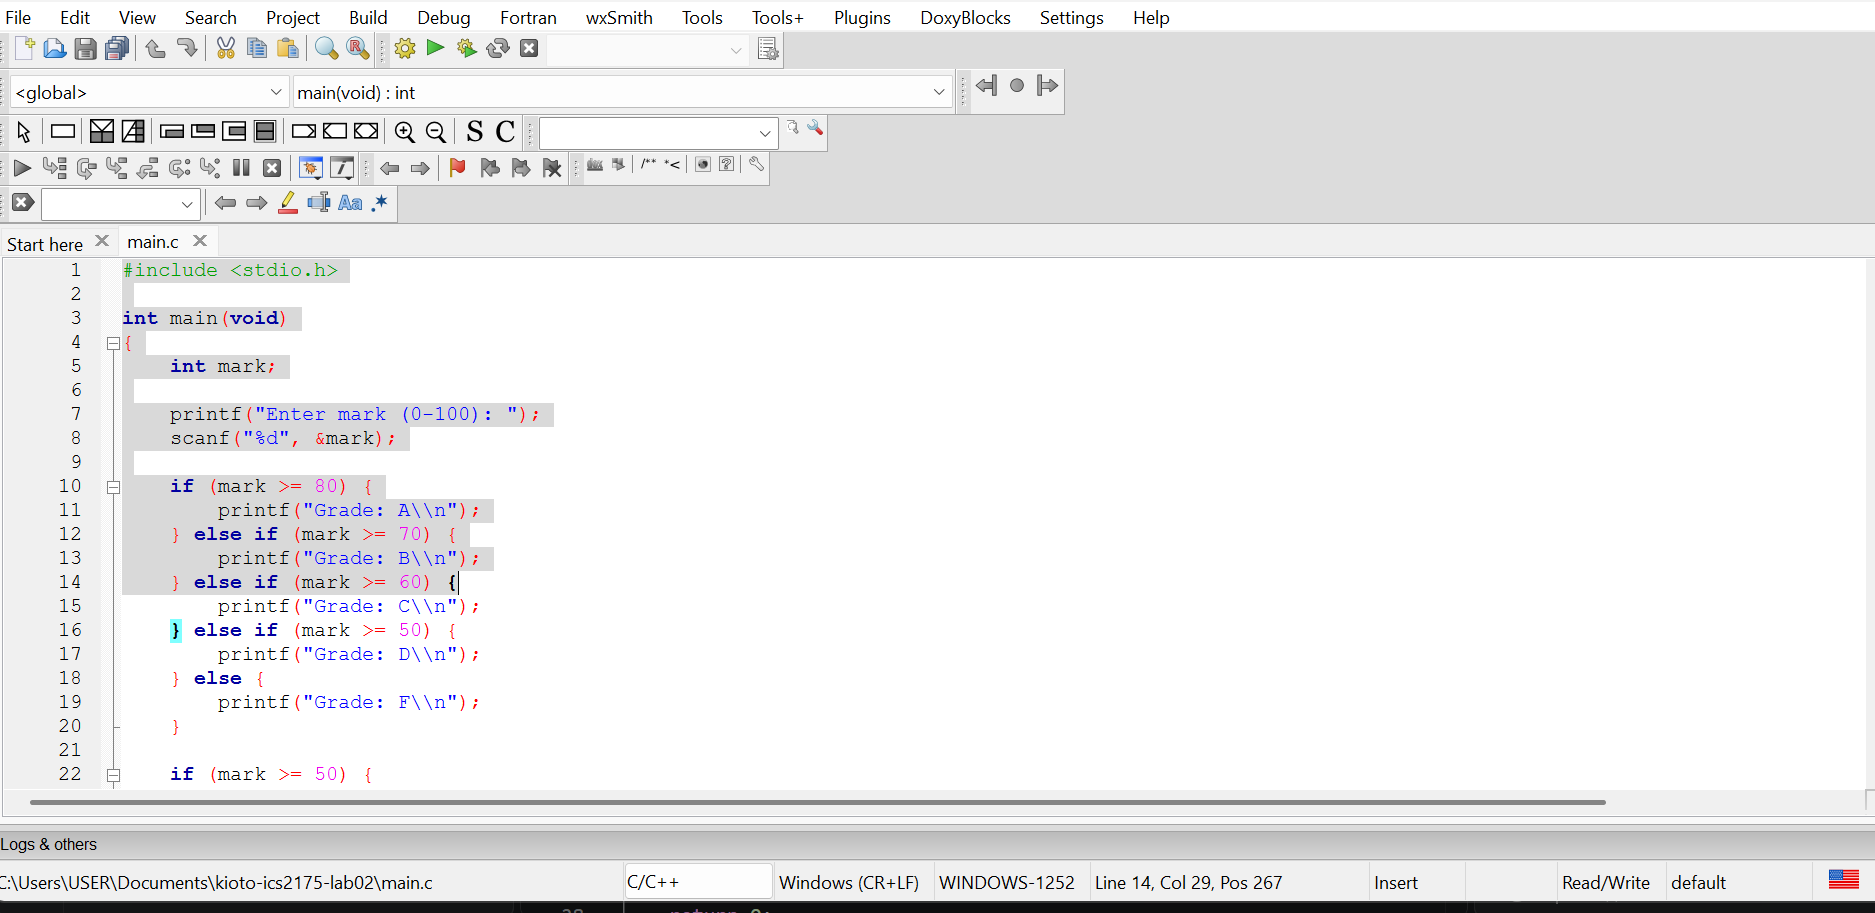 File Edit View Search Project Build Debug Fortran wxSmith Tools Tools+ Plugins DoxyBlocks Settings Help
<global> main(void) : int
S C
/** *<
Aa .*
Start here main.c
1 #include <stdio.h>
2
3 int main(void)
4 {
5     int mark;
6
7     printf("Enter mark (0-100): ");
8     scanf("%d", &mark);
9
10     if (mark >= 80) {
11         printf("Grade: A\\n");
12     } else if (mark >= 70) {
13         printf("Grade: B\\n");
14     } else if (mark >= 60) {
15         printf("Grade: C\\n");
16     } else if (mark >= 50) {
17         printf("Grade: D\\n");
18     } else {
19         printf("Grade: F\\n");
20     }
21
22     if (mark >= 50) {
Logs & others
C:\Users\USER\Documents\kioto-ics2175-lab02\main.c C/C++ Windows (CR+LF) WINDOWS-1252 Line 14, Col 29, Pos 267 Insert Read/Write default